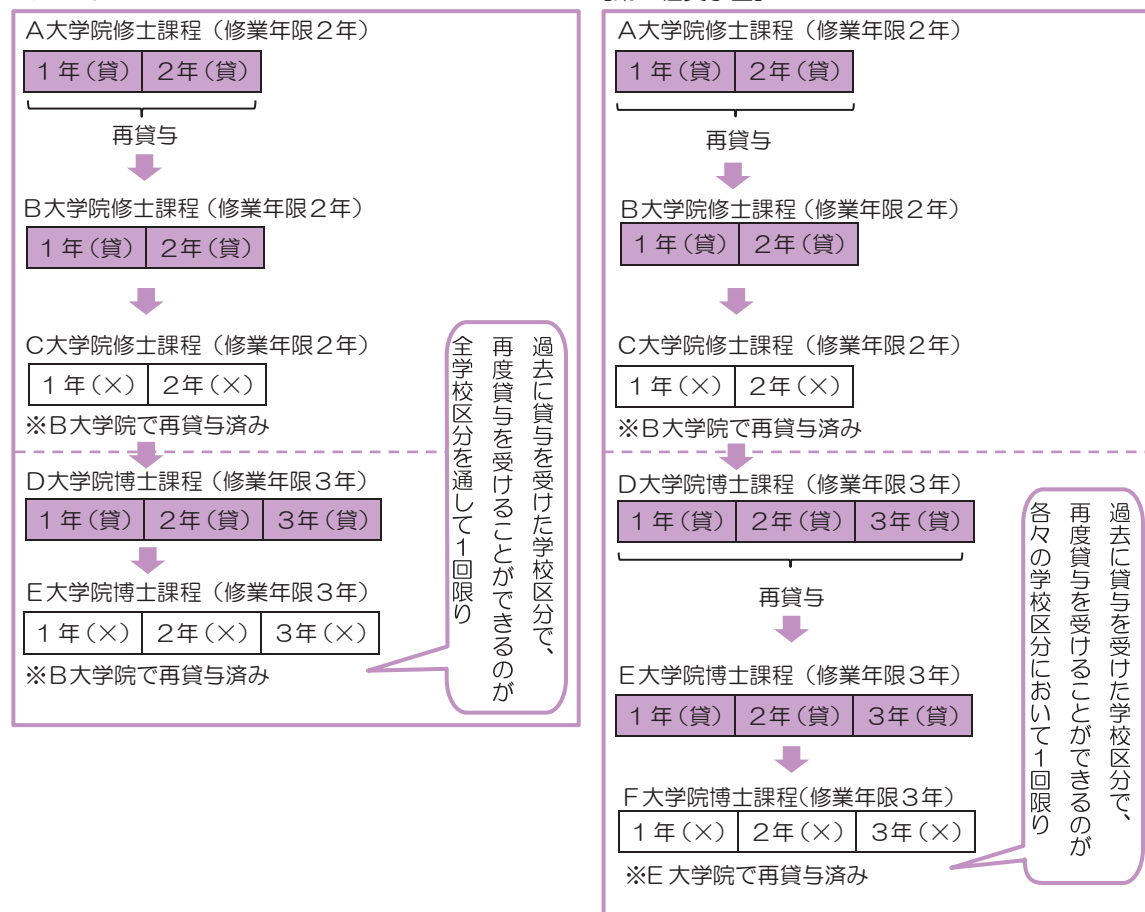 A大学院修士課程(修業年限2年)
1年(貸) 2年(貸)
再貸与
B大学院修士課程(修業年限2年)
1年(貸) 2年(貸)
C大学院修士課程(修業年限2年)
1年(×) 2年(×)
※B大学院で再貸与済み
D大学院博士課程(修業年限3年)
1年(貸) 2年(貸) 3年(貸)
E大学院博士課程(修業年限3年)
1年(×) 2年(×) 3年(×)
※B大学院で再貸与済み
過去に貸与を受けた学校区分で、
再度貸与を受けることができるのが
全学校区分を通して1回限り
A大学院修士課程(修業年限2年)
1年(貸) 2年(貸)
再貸与
B大学院修士課程(修業年限2年)
1年(貸) 2年(貸)
C大学院修士課程(修業年限2年)
1年(×) 2年(×)
※B大学院で再貸与済み
D大学院博士課程(修業年限3年)
1年(貸) 2年(貸) 3年(貸)
再貸与
E大学院博士課程(修業年限3年)
1年(貸) 2年(貸) 3年(貸)
F大学院博士課程(修業年限3年)
1年(×) 2年(×) 3年(×)
※E大学院で再貸与済み
過去に貸与を受けた学校区分で、
再度貸与を受けることができるのが
各々の学校区分において1回限り